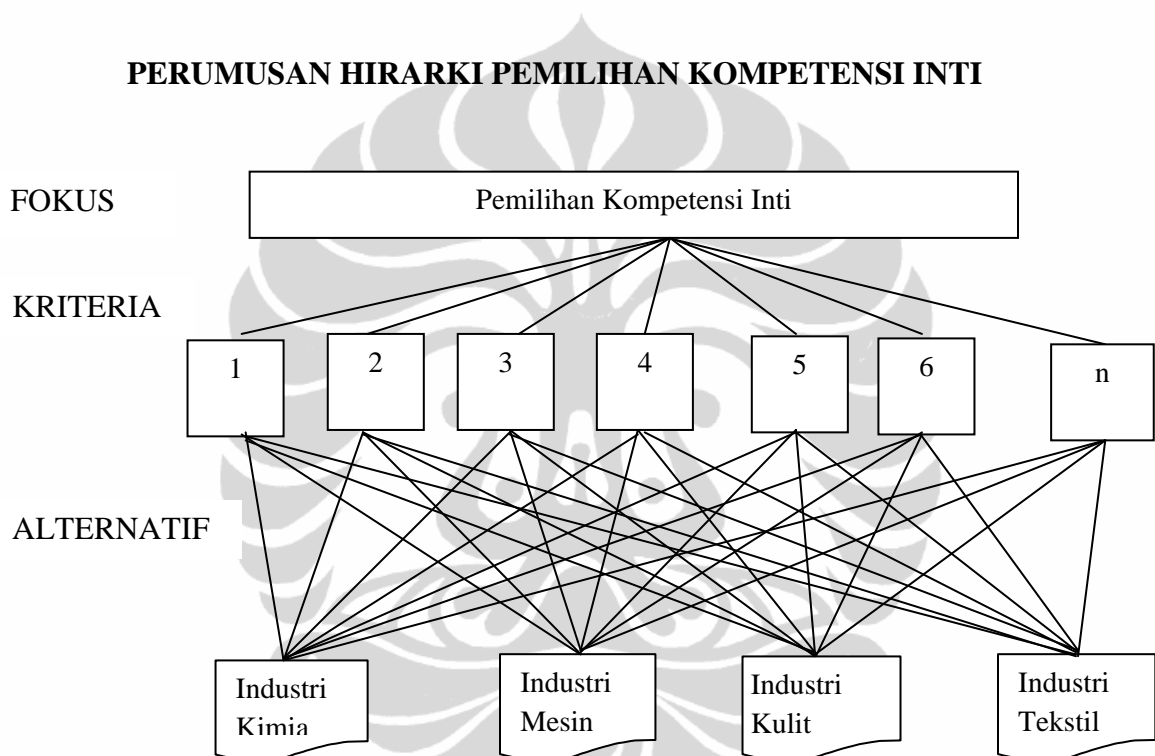 PERUMUSAN HIRARKI PEMILIHAN KOMPETENSI INTI
FOKUS
Pemilihan Kompetensi Inti
KRITERIA
1
2
3
4
5
6
n
ALTERNATIF
Industri
Kimia
Industri
Mesin
Industri
Kulit
Industri
Tekstil